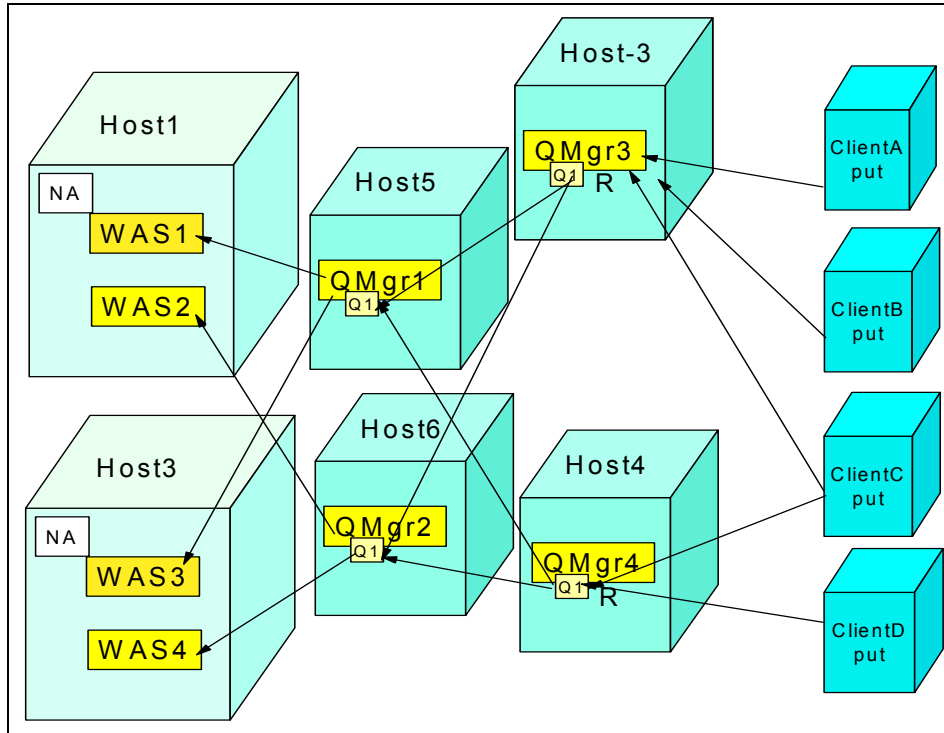 Host1
NA
WAS1
WAS2
Host5
QMgr1
Q1
Host-3
QMgr3
Q1
R
ClientA
put
ClientB
put
Host3
NA
WAS3
WAS4
Host6
QMgr2
Q1
Host4
QMgr4
Q1
R
ClientC
put
ClientD
put